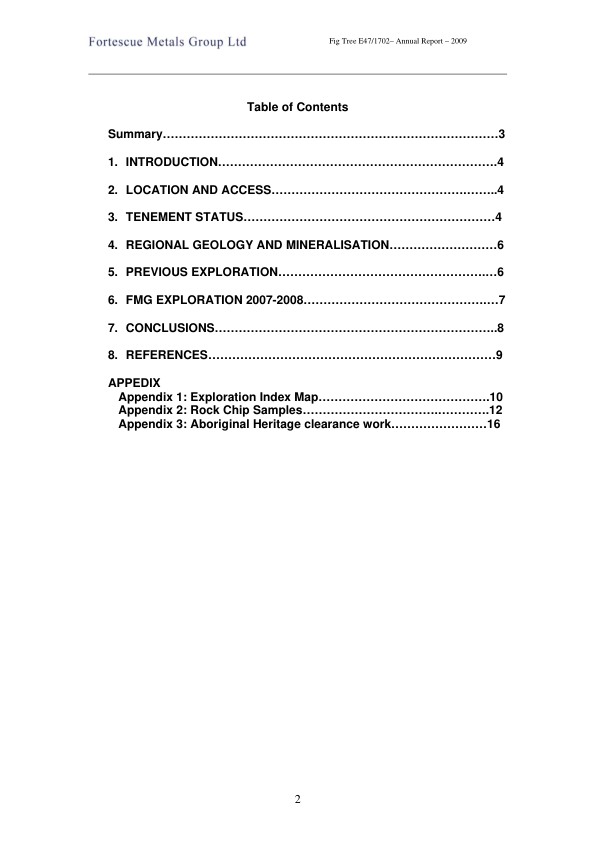 Fortescue Metals Group Ltd
Fig Tree E47/1702– Annual Report – 2009
Table of Contents
Summary…………………………………………………………………………3
1. INTRODUCTION…………………………………………………………….4
2. LOCATION AND ACCESS………………………………………….……..4
3. TENEMENT STATUS………………………………………………………4
4. REGIONAL GEOLOGY AND MINERALISATION………………………6
5. PREVIOUS EXPLORATION…………………………………………….…6
6. FMG EXPLORATION 2007-2008……………………………………….…7
7. CONCLUSIONS……………………………………………………………..8
8. REFERENCES………………………………………………………………9
APPEDIX
Appendix 1: Exploration Index Map…………………………………….10
Appendix 2: Rock Chip Samples……………………………..………….12
Appendix 3: Aboriginal Heritage clearance work……………………16
2